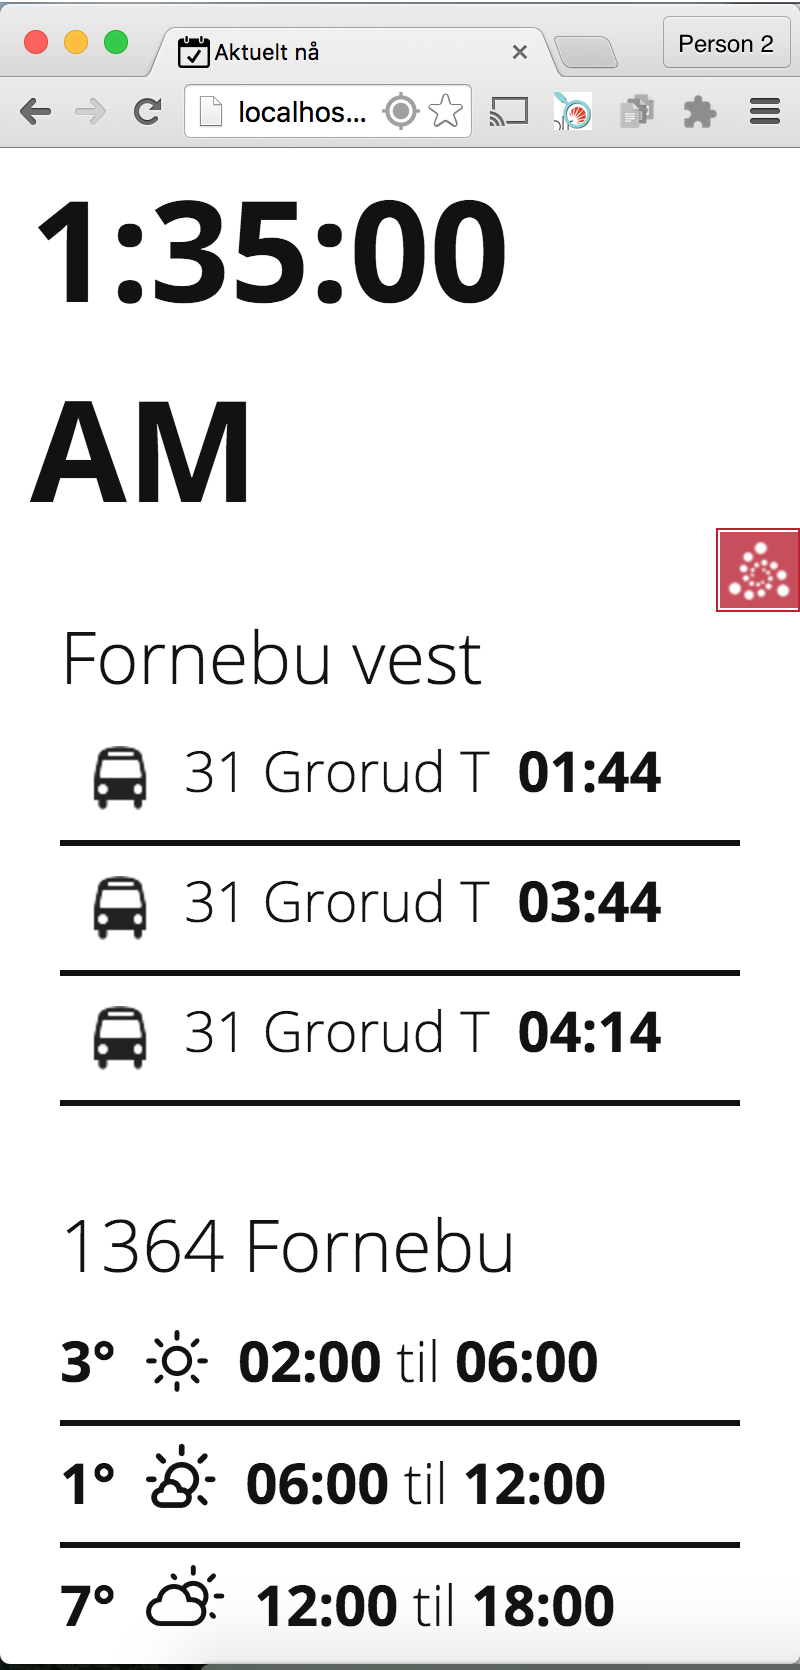 Aktuelt nå
Person 2
localhos...
1:35:00
AM
Fornebu vest
31 Grorud T 01:44
31 Grorud T 03:44
31 Grorud T 04:14
1364 Fornebu
3° 02:00 til 06:00
1° 06:00 til 12:00
7° 12:00 til 18:00